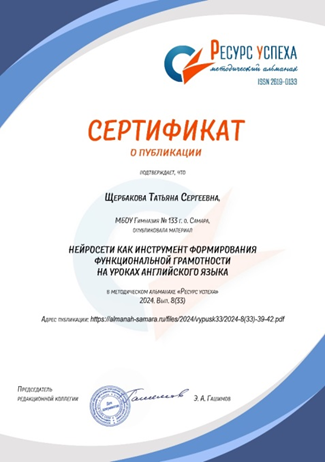 Ресурс успеха
методический альманах
ISSN 2619-0133
СЕРТИФИКАТ
О ПУБЛИКАЦИИ
подтверждает, что
Щербакова Татьяна Сергеевна,
МБОУ Гимназия № 133 г. о. Самара,
опубликовала материал
НЕЙРОСЕТИ КАК ИНСТРУМЕНТ ФОРМИРОВАНИЯ
ФУНКЦИОНАЛЬНОЙ ГРАМОТНОСТИ
НА УРОКАХ АНГЛИЙСКОГО ЯЗЫКА
в методическом альманахе «Ресурс успеха»
2024. Вып. 8(33)
Адрес публикации: https://almanah-samara.ru/files/2024/vypusk33/2024-8(33)-39-42.pdf
Председатель
редакционной коллегии
Э. А. Гашимов